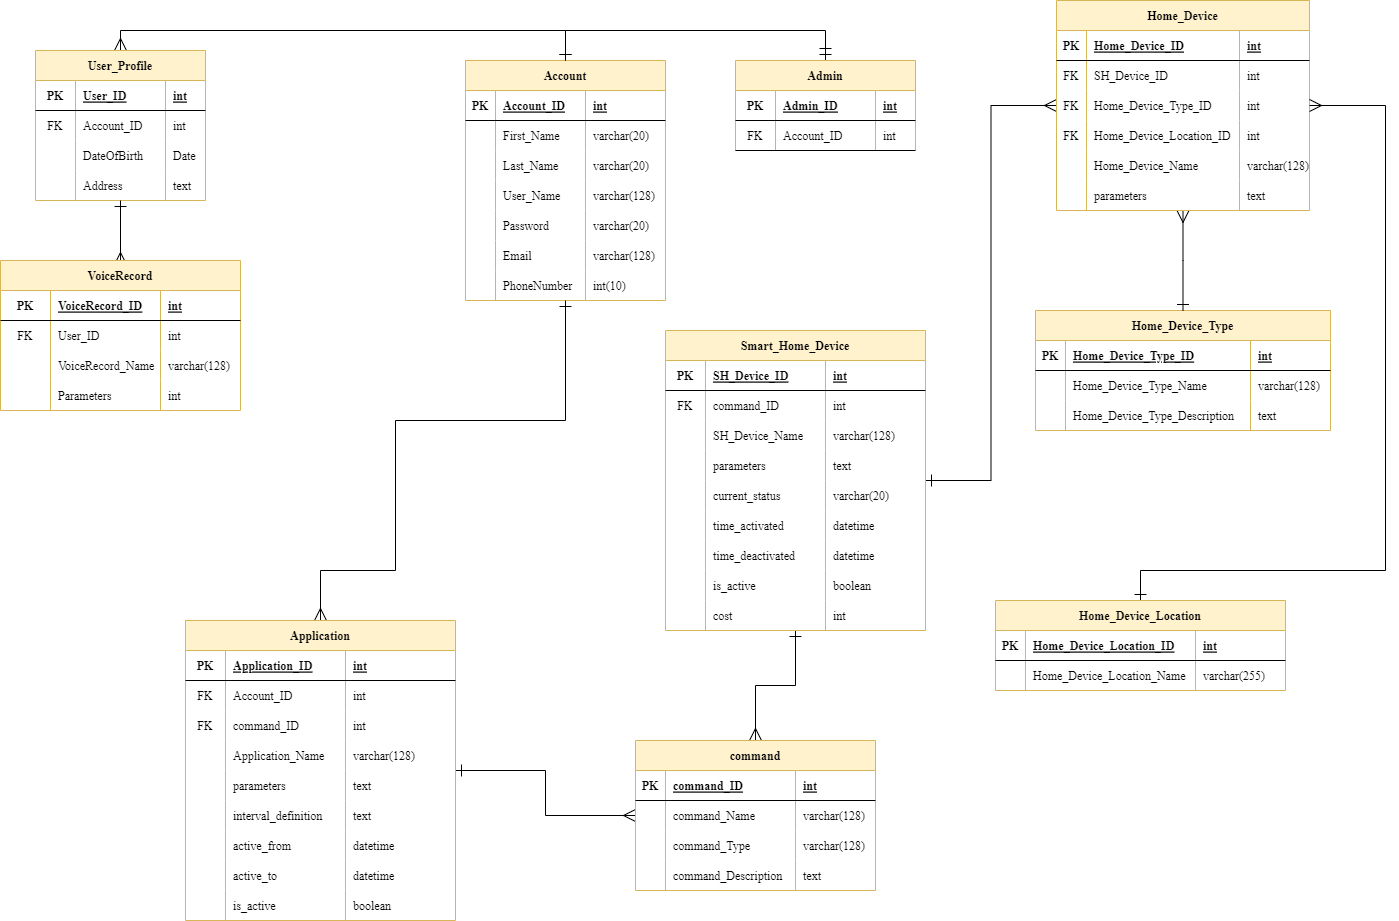 User_Profile
PK User_ID int
FK Account_ID int
DateOfBirth Date
Address text
VoiceRecord
PK VoiceRecord_ID int
FK User_ID int
VoiceRecord_Name varchar(128)
Parameters int
Account
PK Account_ID int
First_Name varchar(20)
Last_Name varchar(20)
User_Name varchar(128)
Password varchar(20)
Email varchar(128)
PhoneNumber int(10)
Admin
PK Admin_ID int
FK Account_ID int
Home_Device
PK Home_Device_ID int
FK SH_Device_ID int
FK Home_Device_Type_ID int
FK Home_Device_Location_ID int
Home_Device_Name varchar(128)
parameters text
Home_Device_Type
PK Home_Device_Type_ID int
Home_Device_Type_Name varchar(128)
Home_Device_Type_Description text
Smart_Home_Device
PK SH_Device_ID int
FK command_ID int
SH_Device_Name varchar(128)
parameters text
current_status varchar(20)
time_activated datetime
time_deactivated datetime
is_active boolean
cost int
Home_Device_Location
PK Home_Device_Location_ID int
Home_Device_Location_Name varchar(255)
Application
PK Application_ID int
FK Account_ID int
FK command_ID int
Application_Name varchar(128)
parameters text
interval_definition text
active_from datetime
active_to datetime
is_active boolean
command
PK command_ID int
command_Name varchar(128)
command_Type varchar(128)
command_Description text